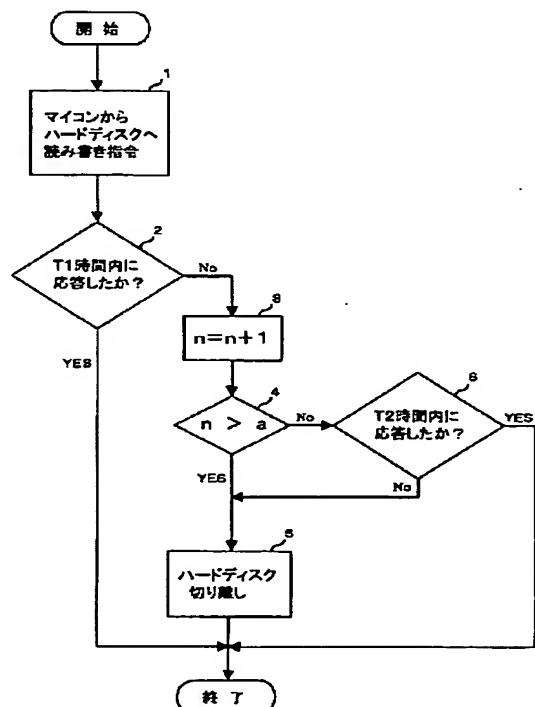 開 始
1
マイコンから
ハードディスクへ
読み書き指令
2
T1時間内に
応答したか？
No
YES
3
n=n+1
4
n > a
No
YES
6
T2時間内に
応答したか？
YES
No
5
ハードディスク
切り離し
終 了